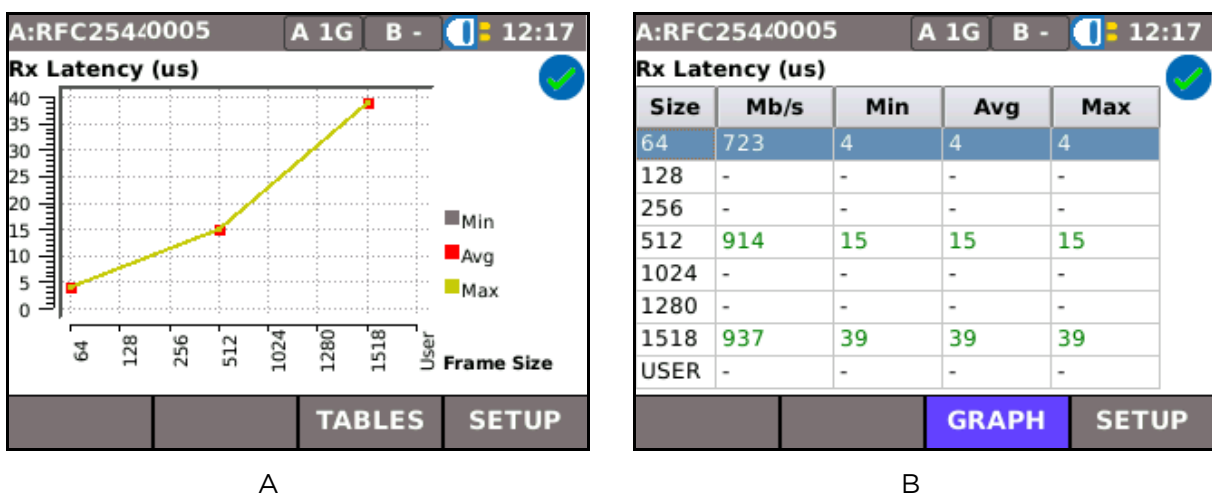 A:RFC25440005 A 1G B - 12:17
Rx Latency (us)
40
35
30
25
20
15
10
5
0
Min
Avg
Max
64 128 256 512 1024 1280 1518 User
Frame Size
TABLES SETUP
A
A:RFC25440005 A 1G B - 12:17
Rx Latency (us)
Size Mb/s Min Avg Max
64 723 4 4 4
128 - - - -
256 - - - -
512 914 15 15 15
1024 - - - -
1280 - - - -
1518 937 39 39 39
USER - - - -
GRAPH SETUP
B